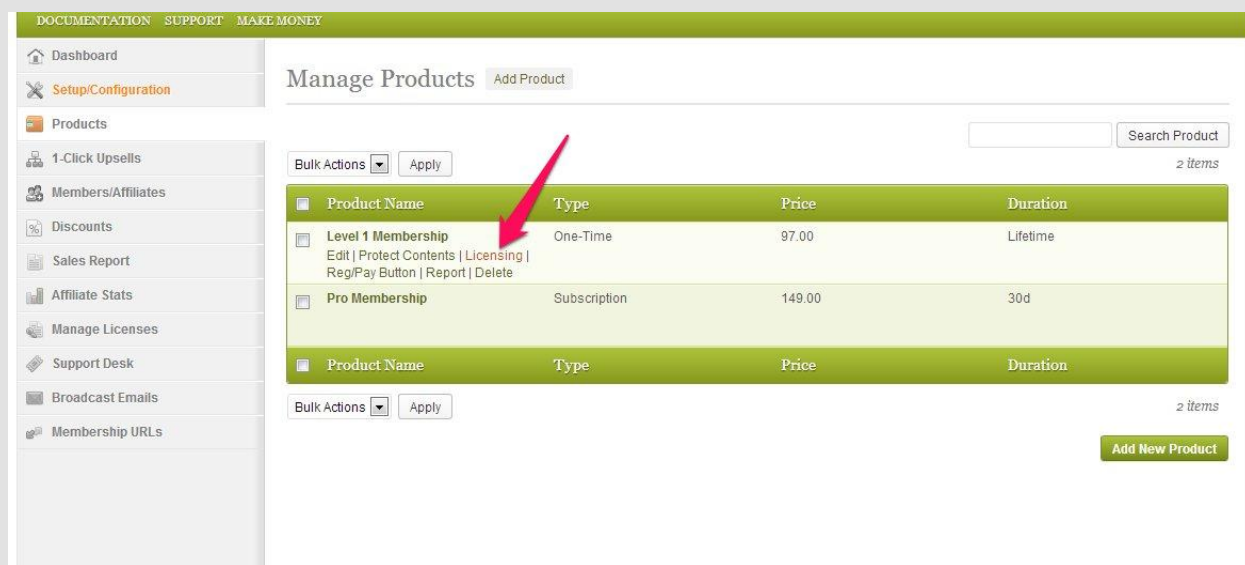 DOCUMENTATION SUPPORT MAKE MONEY
Dashboard
Setup/Configuration
Products
1-Click Upsells
Members/Affiliates
Discounts
Sales Report
Affiliate Stats
Manage Licenses
Support Desk
Broadcast Emails
Membership URLs
Manage Products Add Product
Search Product
Bulk Actions Apply 2 items
Product Name Type Price Duration
Level 1 Membership One-Time 97.00 Lifetime
Edit | Protect Contents | Licensing |
Reg/Pay Button | Report | Delete
Pro Membership Subscription 149.00 30d
Product Name Type Price Duration
Bulk Actions Apply 2 items
Add New Product